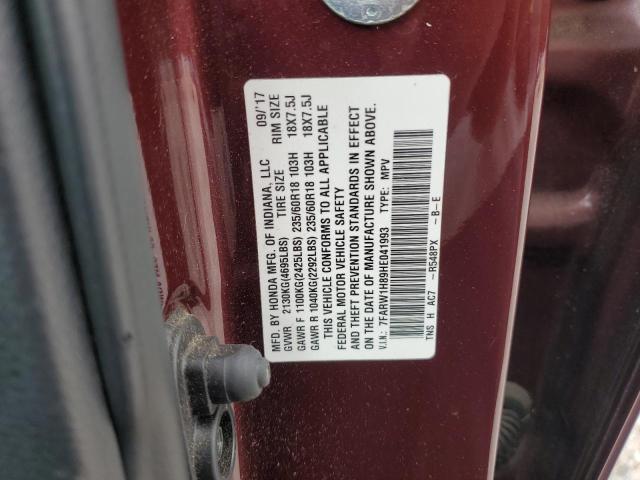 MFD. BY HONDA MFG. OF INDIANA, LLC 09/'17
GVWR 2130KG(4695LBS) TIRE SIZE RIM SIZE
GAWR F 1100KG(2425LBS) 235/60R18 103H 18X7.5J
GAWR R 1040KG(2292LBS) 235/60R18 103H 18X7.5J
THIS VEHICLE CONFORMS TO ALL APPLICABLE
FEDERAL MOTOR VEHICLE SAFETY
AND THEFT PREVENTION STANDARDS IN EFFECT
ON THE DATE OF MANUFACTURE SHOWN ABOVE.
V.I.N.: 7FARW1H89HE041993 TYPE: MPV
TNS H AC7 -R548PX - B - E